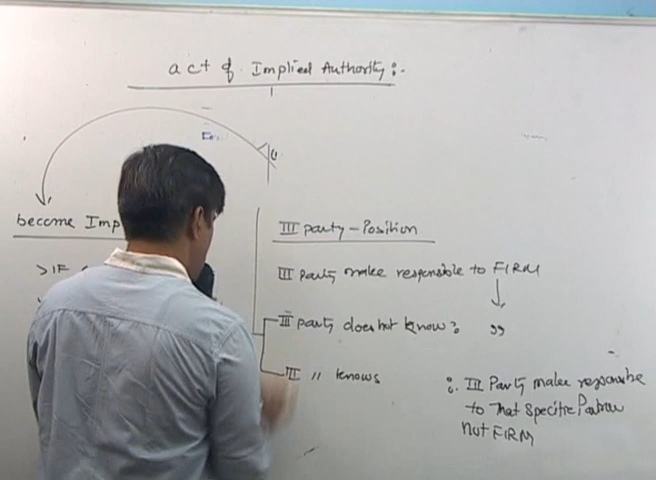 act of Implied Authority:-
become Imp
III party - Position
> IF
III Party make responsible to FIRM
III party does not know: ”
III " knows
∴ III Party make responsible
to that specific Partner
not FIRM